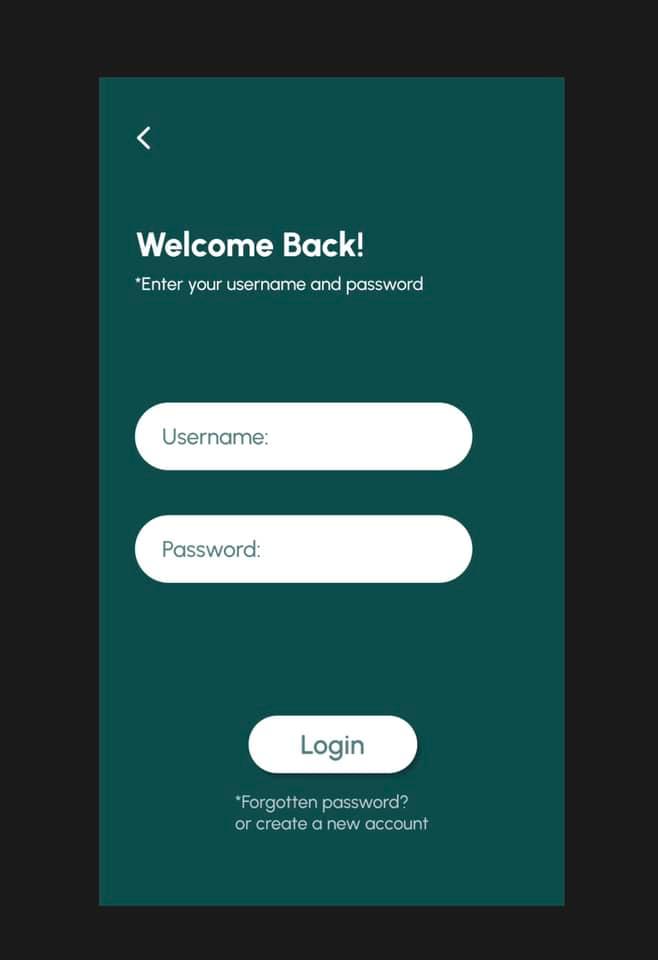 Welcome Back!
*Enter your username and password
Username:
Password:
Login
*Forgotten password?
or create a new account